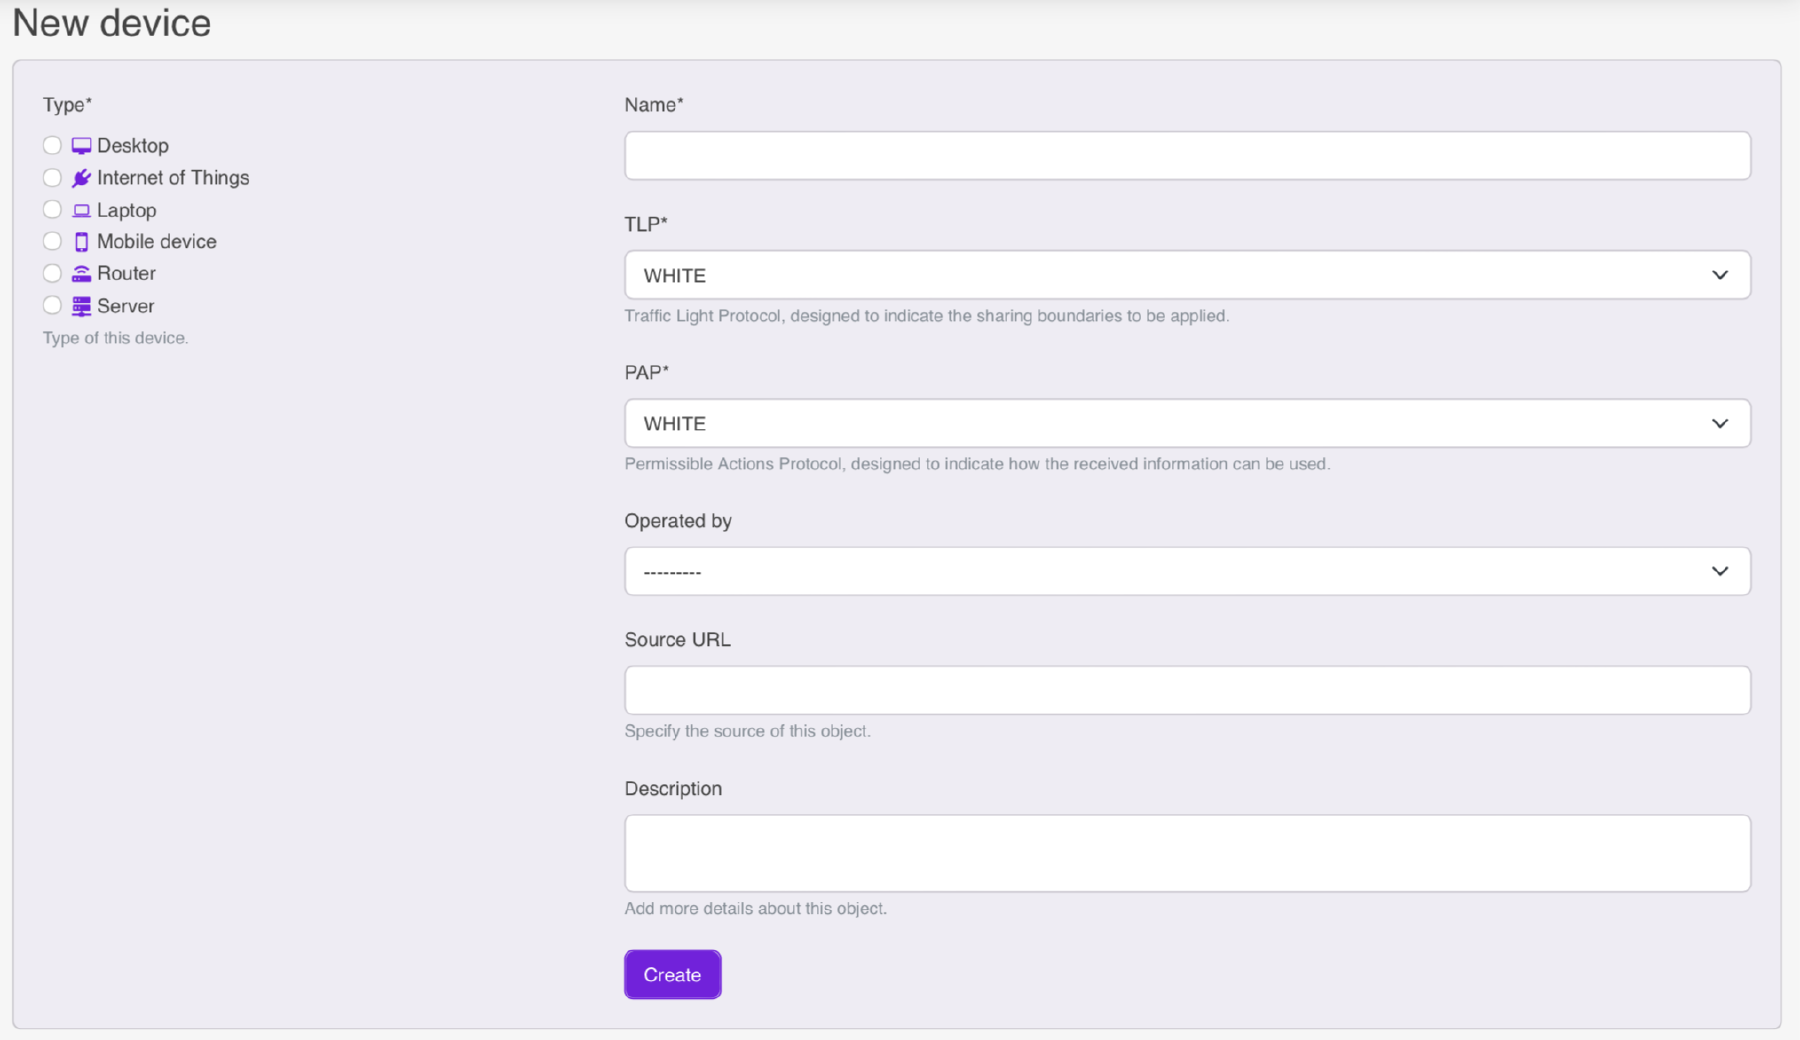 New device
Type*
Desktop
Internet of Things
Laptop
Mobile device
Router
Server
Type of this device.
Name*
TLP*
WHITE
Traffic Light Protocol, designed to indicate the sharing boundaries to be applied.
PAP*
WHITE
Permissible Actions Protocol, designed to indicate how the received information can be used.
Operated by
---------
Source URL
Specify the source of this object.
Description
Add more details about this object.
Create